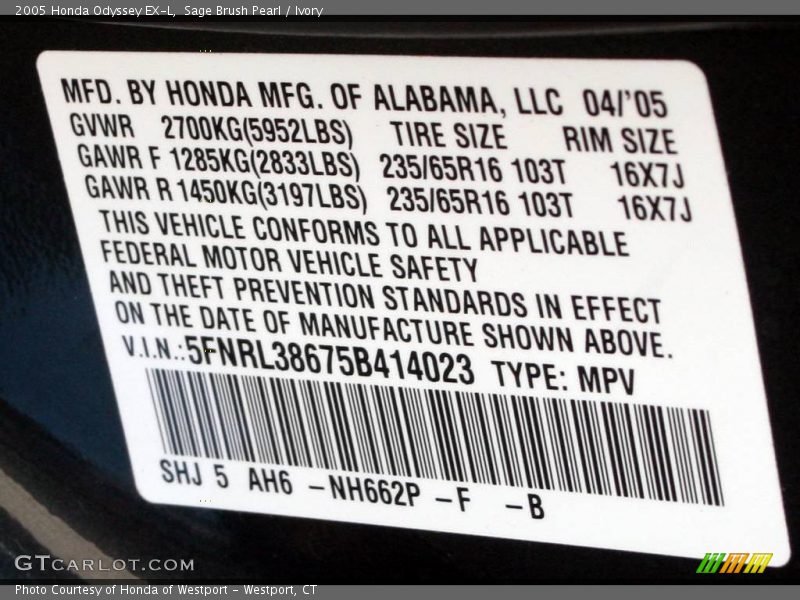 2005 Honda Odyssey EX-L, Sage Brush Pearl / Ivory
MFD. BY HONDA MFG. OF ALABAMA, LLC 04/'05
GVWR 2700KG(5952LBS) TIRE SIZE RIM SIZE
GAWR F 1285KG(2833LBS) 235/65R16 103T 16X7J
GAWR R 1450KG(3197LBS) 235/65R16 103T 16X7J
THIS VEHICLE CONFORMS TO ALL APPLICABLE
FEDERAL MOTOR VEHICLE SAFETY
AND THEFT PREVENTION STANDARDS IN EFFECT
ON THE DATE OF MANUFACTURE SHOWN ABOVE.
V.I.N.:5FNRL38675B414023 TYPE: MPV
SHJ 5 AH6 -NH662P -F -B
GTCARLOT.COM
Photo Courtesy of Honda of Westport - Westport, CT